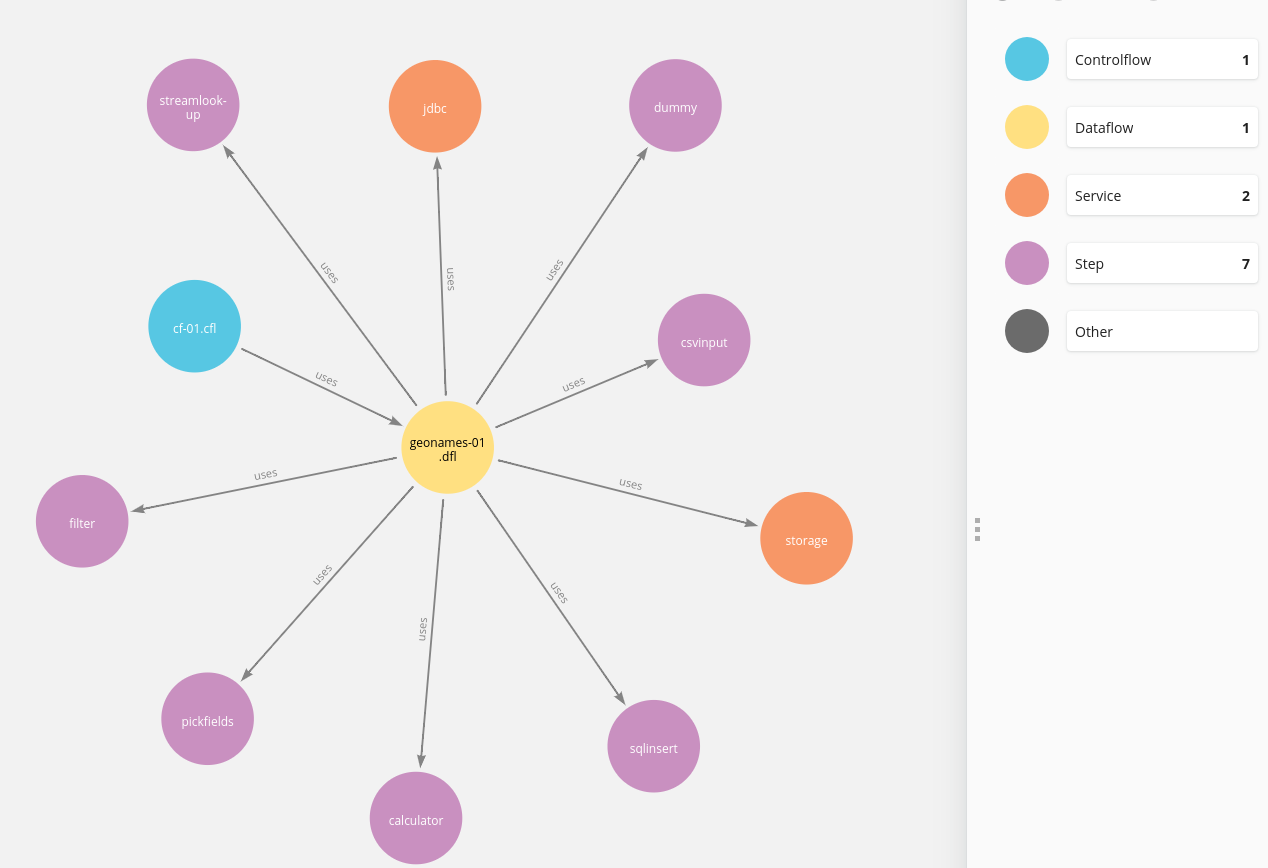 streamlook-
up
jdbc
dummy
uses
uses
uses
cf-01.cfl
csvinput
uses
uses
geonames-01
.dfl
uses
uses
filter
storage
uses
uses
uses
pickfields
sqlinsert
calculator
Controlflow 1
Dataflow 1
Service 2
Step 7
Other